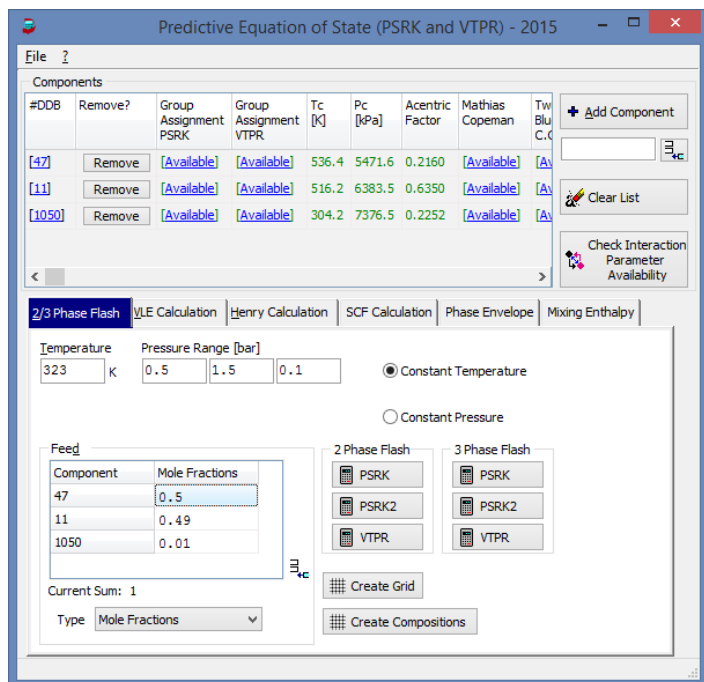 Predictive Equation of State (PSRK and VTPR) - 2015
File ?
Components
#DDB Remove? Group Assignment PSRK Group Assignment VTPR Tc [K] Pc [kPa] Acentric Factor Mathias Copeman Tw Blu C.C
[47] Remove [Available] [Available] 536.4 5471.6 0.2160 [Available] [Av
[11] Remove [Available] [Available] 516.2 6383.5 0.6350 [Available] [Av
[1050] Remove [Available] [Available] 304.2 7376.5 0.2252 [Available] [Av
Add Component
Clear List
Check Interaction
Parameter
Availability
2/3 Phase Flash VLE Calculation Henry Calculation SCF Calculation Phase Envelope Mixing Enthalpy
Temperature Pressure Range [bar]
323 K 0.5 1.5 0.1 Constant Temperature
Constant Pressure
Feed 2 Phase Flash 3 Phase Flash
Component Mole Fractions PSRK PSRK
47 0.5
11 0.49 PSRK2 PSRK2
1050 0.01 VTPR VTPR
Current Sum: 1 Create Grid
Type Mole Fractions Create Compositions